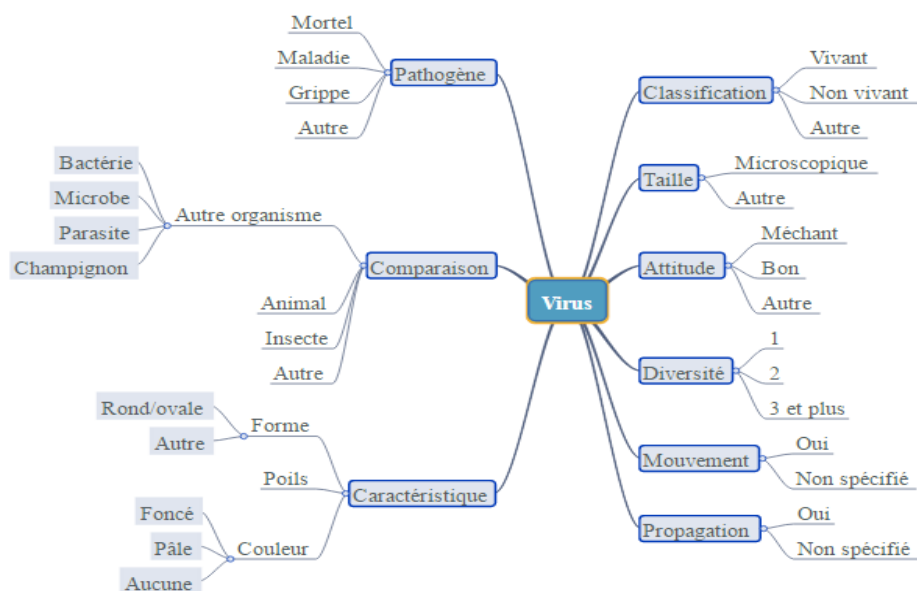 Virus
Pathogène
Mortel
Maladie
Grippe
Autre
Comparaison
Autre organisme
Bactérie
Microbe
Parasite
Champignon
Animal
Insecte
Autre
Caractéristique
Forme
Rond/ovale
Autre
Poils
Couleur
Foncé
Pâle
Aucune
Classification
Vivant
Non vivant
Autre
Taille
Microscopique
Autre
Attitude
Méchant
Bon
Autre
Diversité
1
2
3 et plus
Mouvement
Oui
Non spécifié
Propagation
Oui
Non spécifié